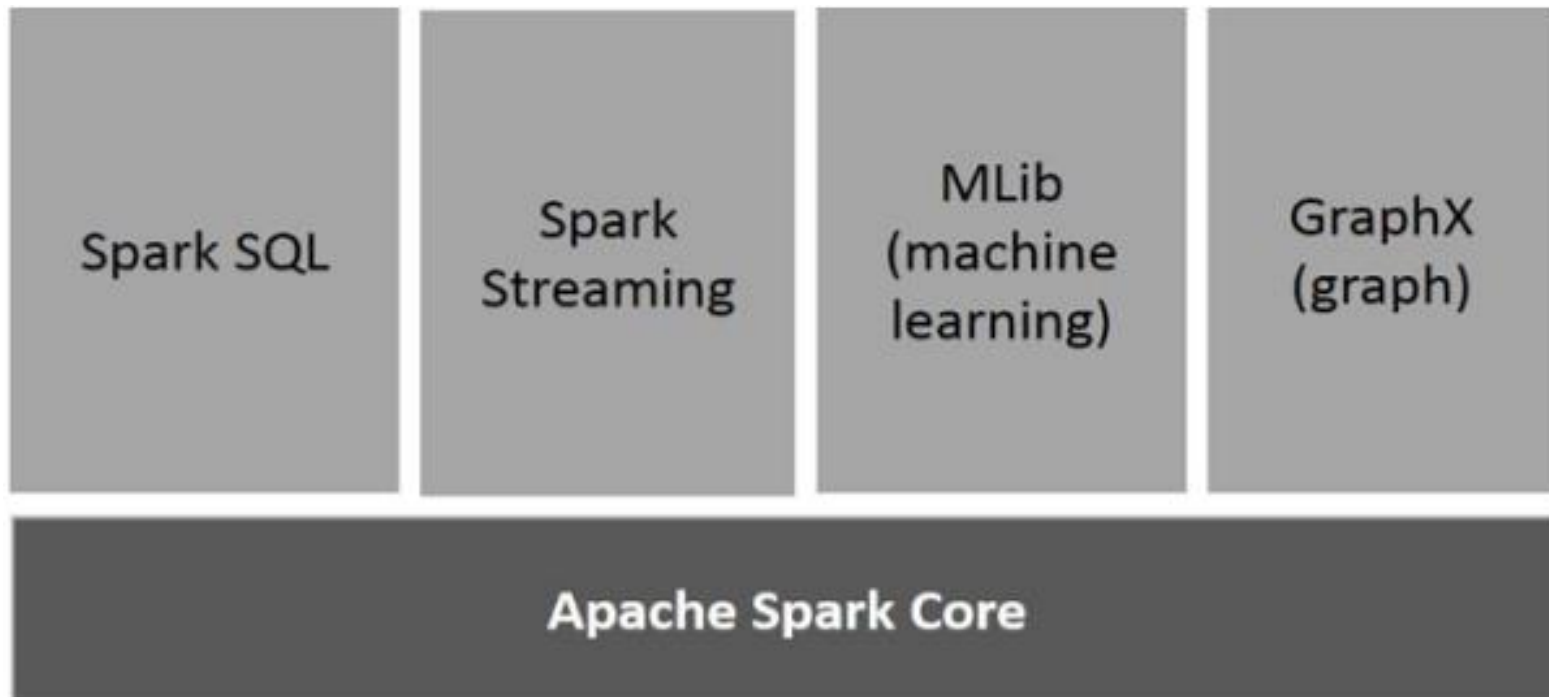 Spark SQL
Spark
Streaming
MLib
(machine
learning)
GraphX
(graph)
Apache Spark Core